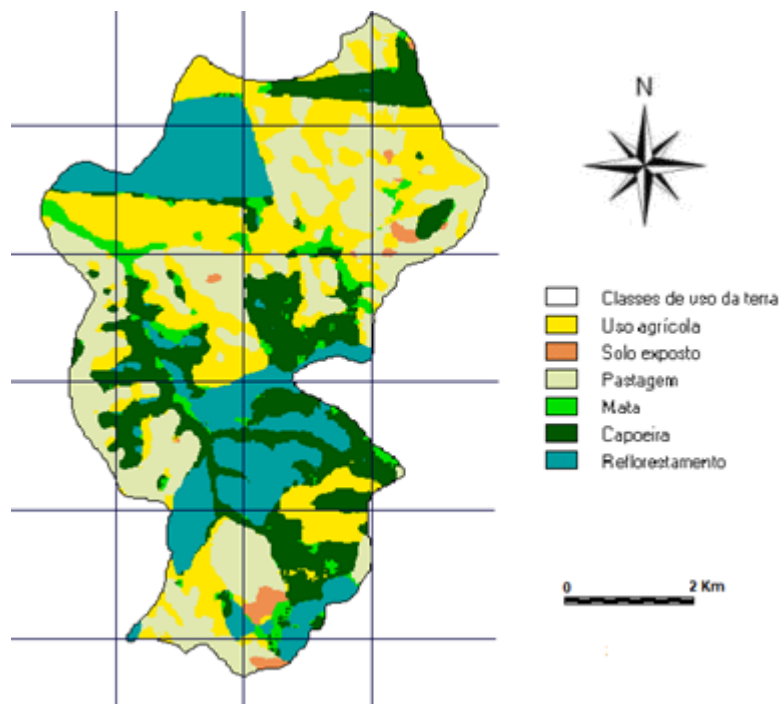 N
Classes de uso da terra
Uso agrícola
Solo exposto
Pastagem
Mata
Capoeira
Reflorestamento
0 2 Km